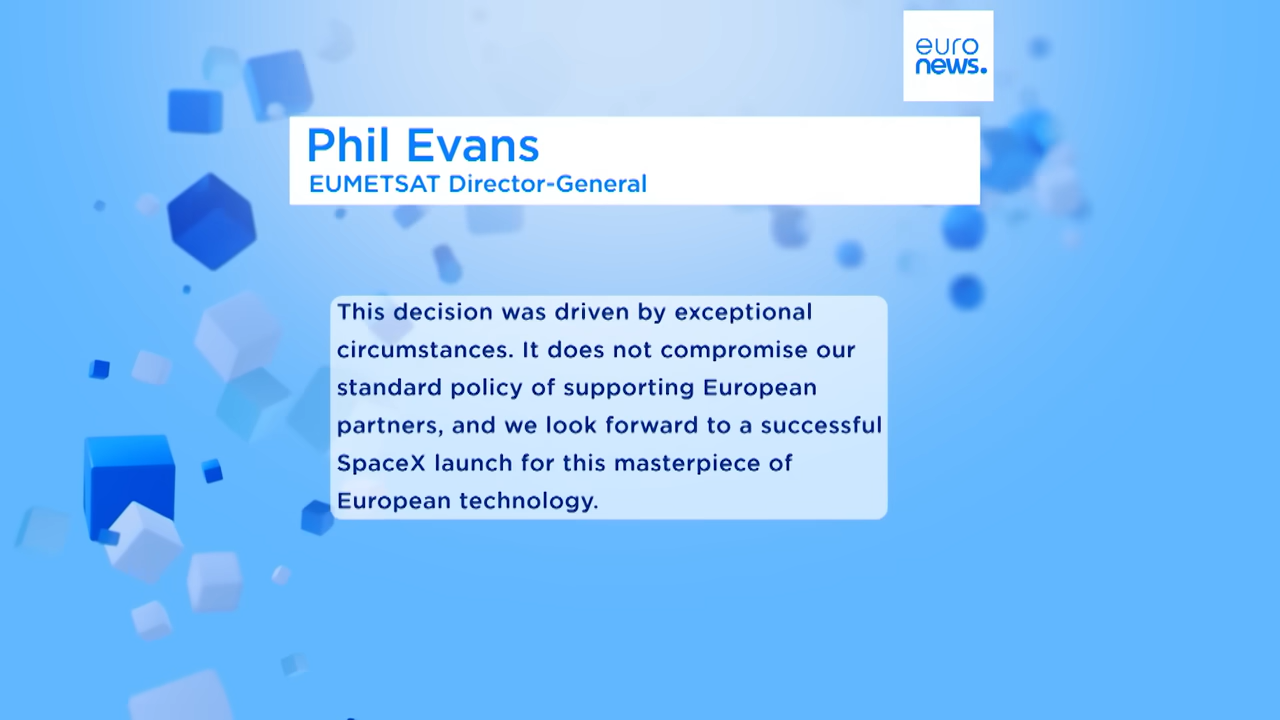 euro
news.
Phil Evans
EUMETSAT Director-General
This decision was driven by exceptional
circumstances. It does not compromise our
standard policy of supporting European
partners, and we look forward to a successful
SpaceX launch for this masterpiece of
European technology.